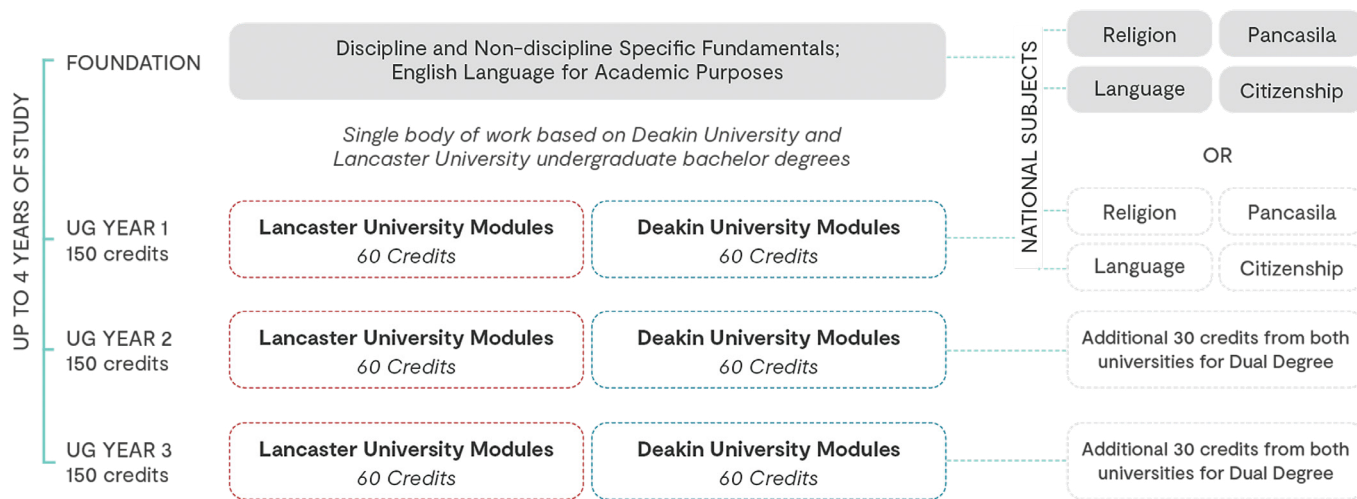 UP TO 4 YEARS OF STUDY
FOUNDATION
Discipline and Non-discipline Specific Fundamentals;
English Language for Academic Purposes
NATIONAL SUBJECTS
Religion
Pancasila
Language
Citizenship
Single body of work based on Deakin University and
Lancaster University undergraduate bachelor degrees
OR
UG YEAR 1
150 credits
Lancaster University Modules
60 Credits
Deakin University Modules
60 Credits
Religion
Pancasila
Language
Citizenship
UG YEAR 2
150 credits
Lancaster University Modules
60 Credits
Deakin University Modules
60 Credits
Additional 30 credits from both
universities for Dual Degree
UG YEAR 3
150 credits
Lancaster University Modules
60 Credits
Deakin University Modules
60 Credits
Additional 30 credits from both
universities for Dual Degree